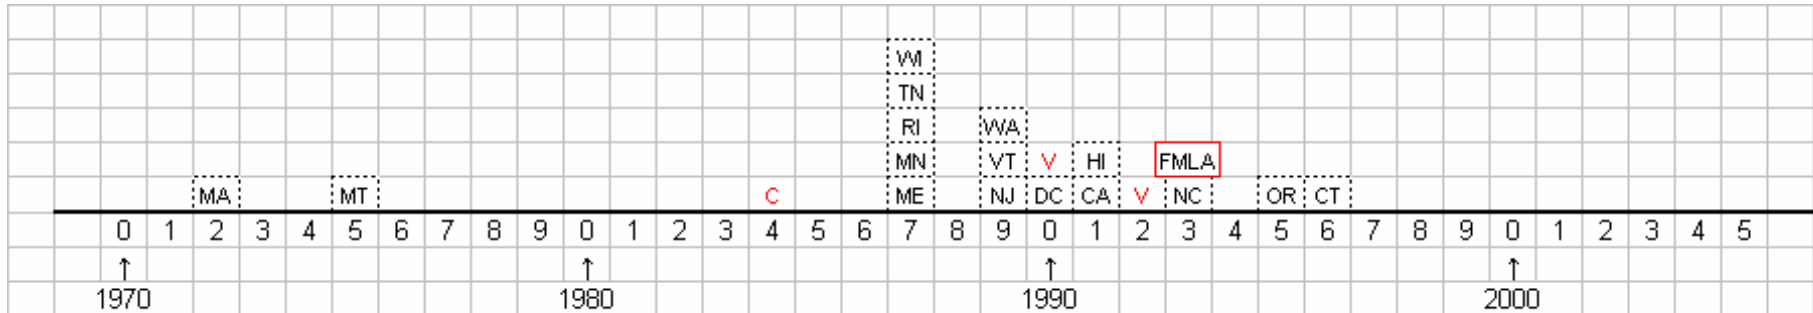 WI
TN
RI WA
MN VT V HI FMLA
MA MT C ME NJ DC CA V NC OR CT
0 1 2 3 4 5 6 7 8 9 0 1 2 3 4 5 6 7 8 9 0 1 2 3 4 5 6 7 8 9 0 1 2 3 4 5
↑ ↑ ↑ ↑
1970 1980 1990 2000